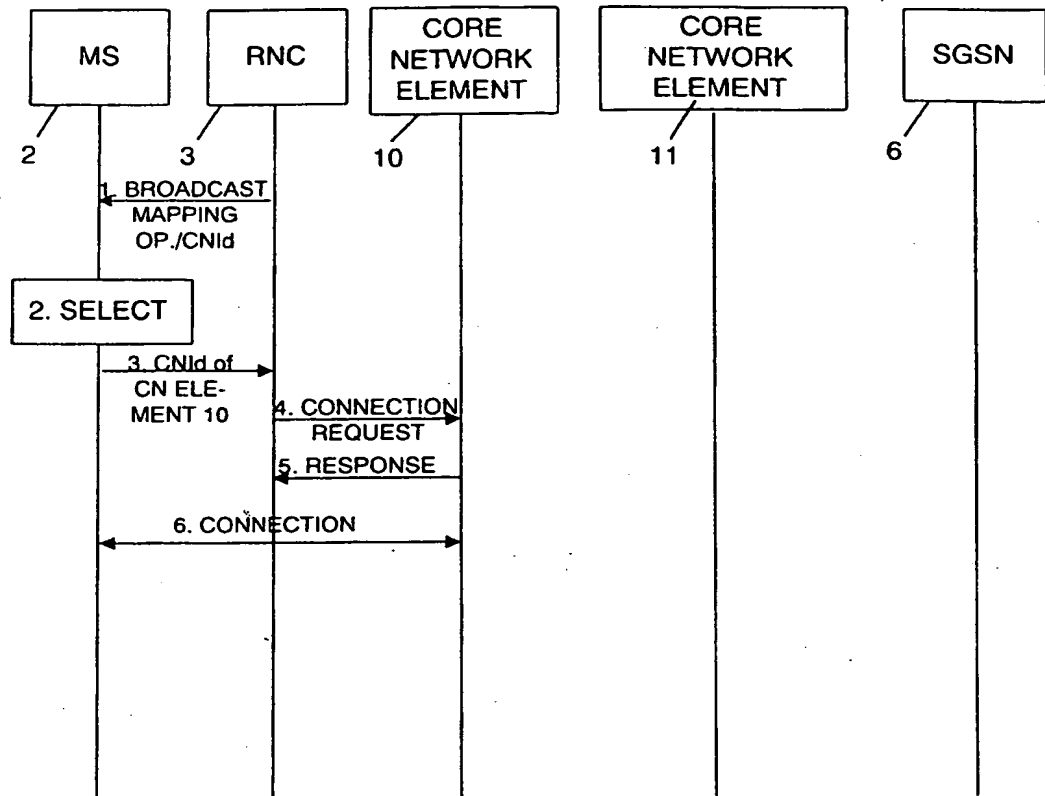 MS
RNC
CORE
NETWORK
ELEMENT
CORE
NETWORK
ELEMENT
SGSN
2
3
10
11
6
1. BROADCAST
MAPPING
OP./CNId
2. SELECT
3. CNId of
CN ELE-
MENT 10
4. CONNECTION
REQUEST
5. RESPONSE
6. CONNECTION